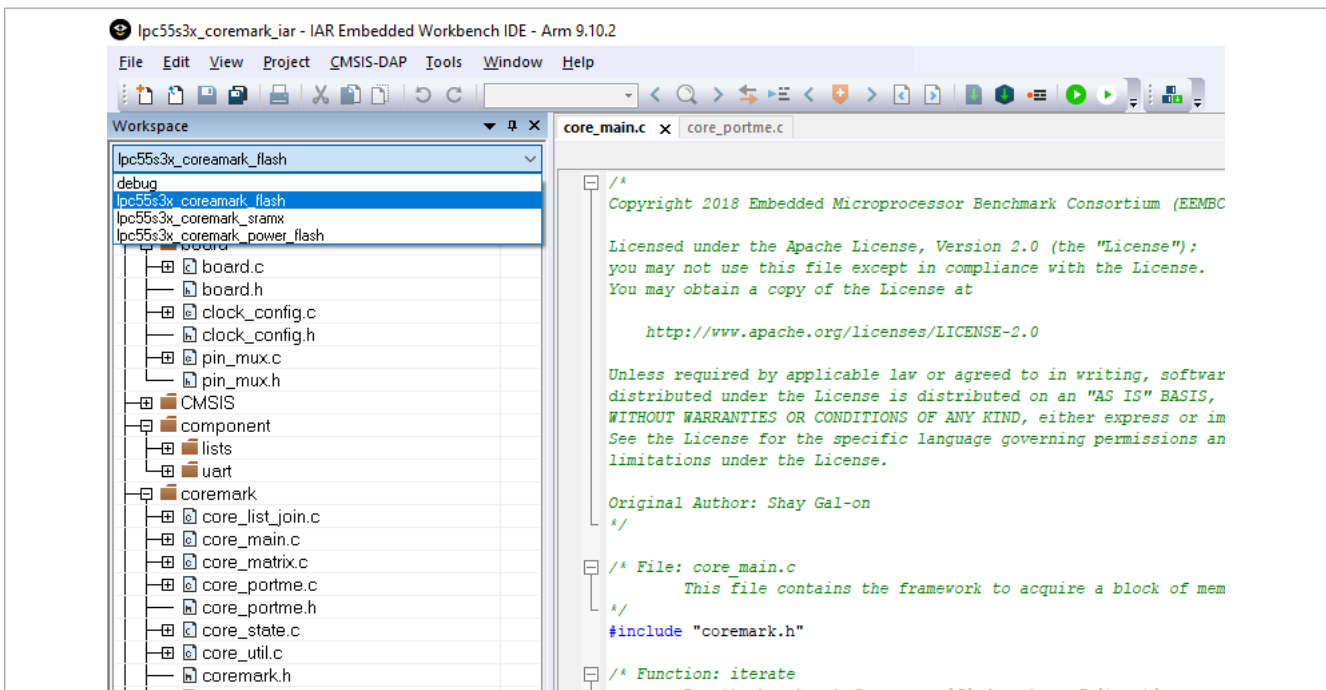 lpc55s3x_coremark_iar - IAR Embedded Workbench IDE - Arm 9.10.2
File Edit View Project CMSIS-DAP Tools Window Help
Workspace
lpc55s3x_coreamark_flash
debug
lpc55s3x_coreamark_flash
lpc55s3x_coremark_sramx
lpc55s3x_coremark_power_flash
board
board.c
board.h
clock_config.c
clock_config.h
pin_mux.c
pin_mux.h
CMSIS
component
lists
uart
coremark
core_list_join.c
core_main.c
core_matrix.c
core_portme.c
core_portme.h
core_state.c
core_util.c
coremark.h
core_main.c x core_portme.c
/*
Copyright 2018 Embedded Microprocessor Benchmark Consortium (EEMBC
Licensed under the Apache License, Version 2.0 (the "License");
you may not use this file except in compliance with the License.
You may obtain a copy of the License at
http://www.apache.org/licenses/LICENSE-2.0
Unless required by applicable law or agreed to in writing, softwar
distributed under the License is distributed on an "AS IS" BASIS,
WITHOUT WARRANTIES OR CONDITIONS OF ANY KIND, either express or im
See the License for the specific language governing permissions an
limitations under the License.
Original Author: Shay Gal-on
*/
/* File: core_main.c
This file contains the framework to acquire a block of mem
*/
#include "coremark.h"
/* Function: iterate